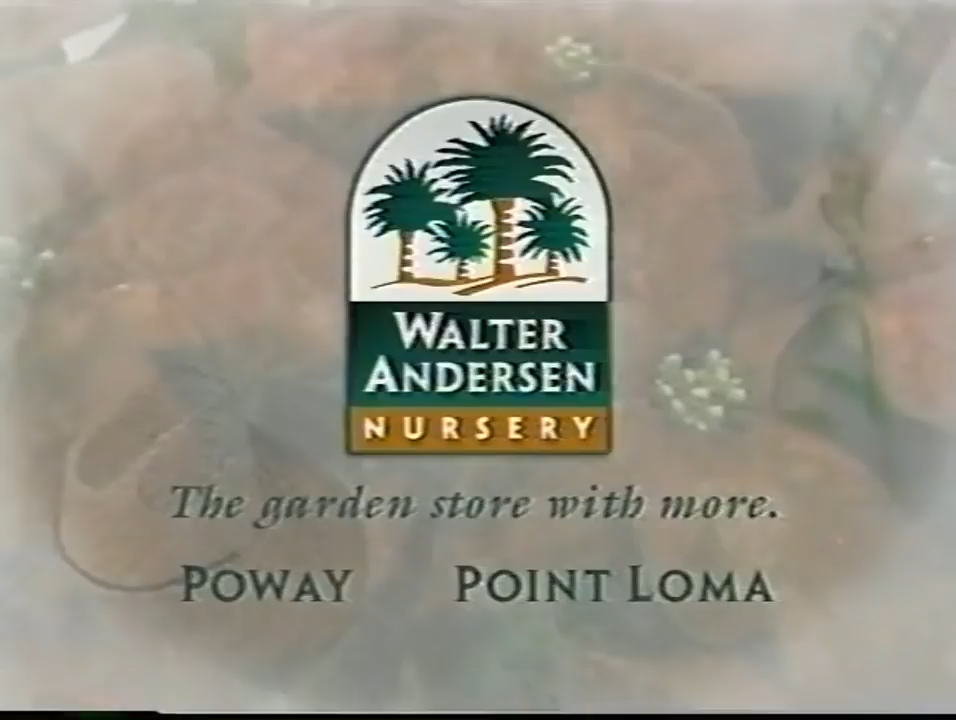 WALTER
ANDERSEN
NURSERY
The garden store with more.
POWAY POINT LOMA